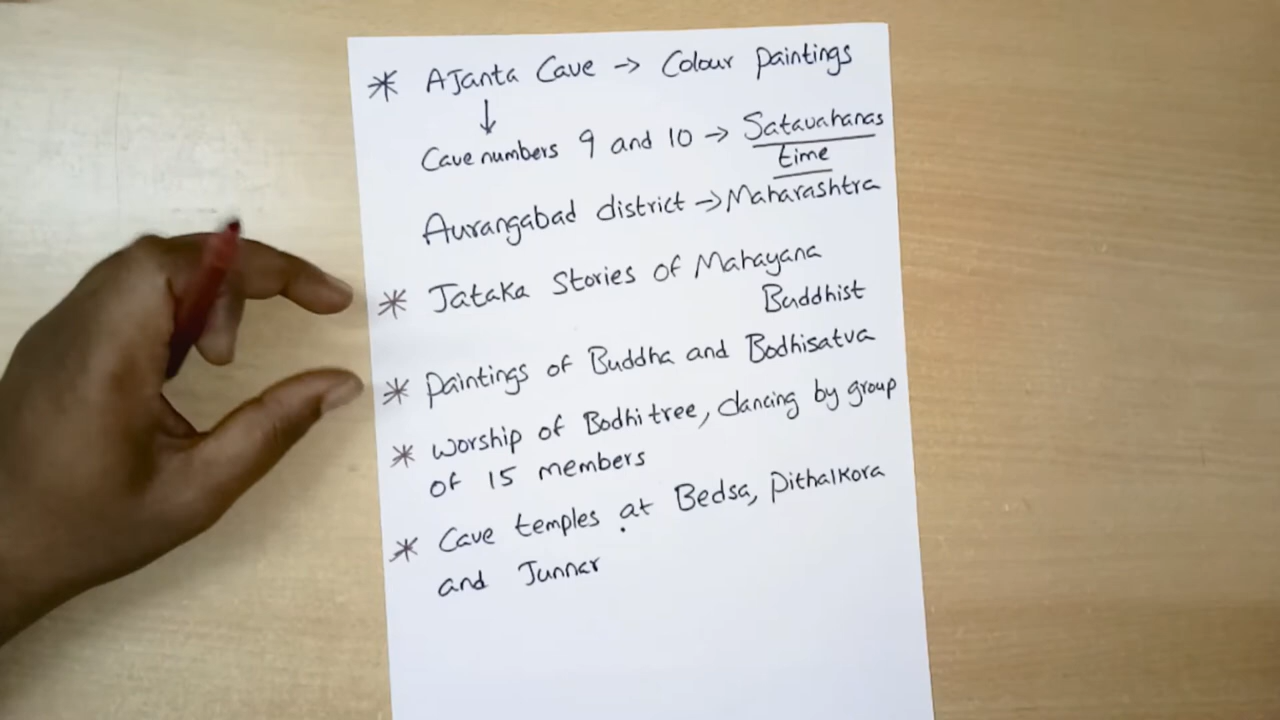 * AJanta Cave → Colour paintings
↓
Cave numbers 9 and 10 → Satavahanas
time
Aurangabad district → Maharashtra
* Jataka Stories of Mahayana
Buddhist
* Paintings of Buddha and Bodhisatva
* worship of Bodhi tree, dancing by group
of 15 members
* Cave temples at Bedsa, Pithalkora
and Junnar